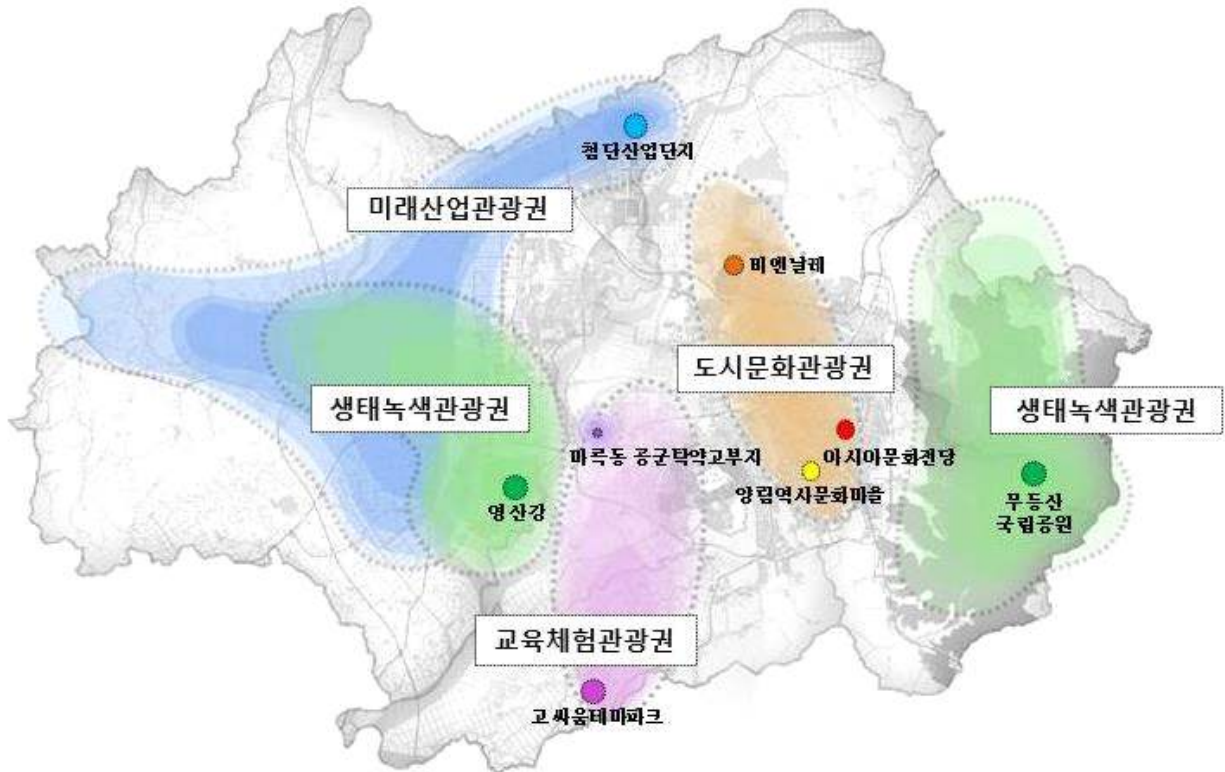 첨단산업단지
미래산업관광권
비엔날레
도시문화관광권
생태녹색관광권
생태녹색관광권
마륵동 공군탄약고부지
아시아문화전당
양림역사문화마을
영산강
무등산
국립공원
교육체험관광권
고싸움테마파크